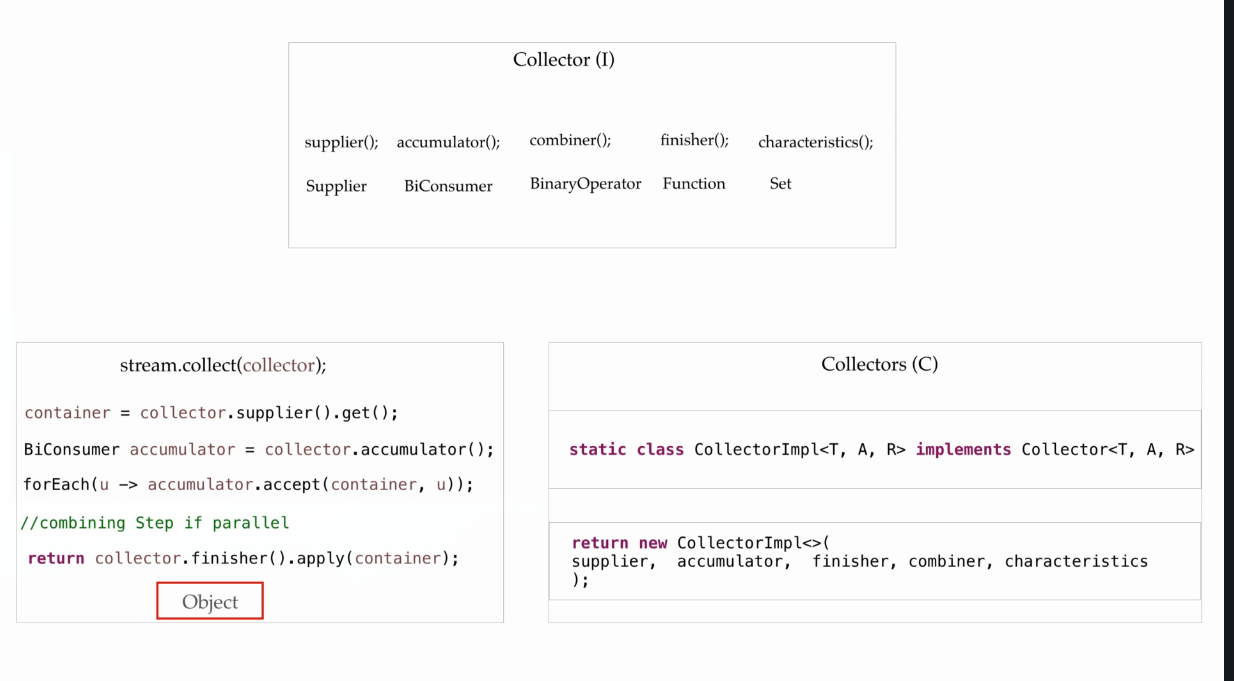 Collector (I)
supplier(); accumulator(); combiner(); finisher(); characteristics();
Supplier BiConsumer BinaryOperator Function Set
stream.collect(collector);
container = collector.supplier().get();
BiConsumer accumulator = collector.accumulator();
forEach(u -> accumulator.accept(container, u));
//combining Step if parallel
return collector.finisher().apply(container);
Object
Collectors (C)
static class CollectorImpl<T, A, R> implements Collector<T, A, R>
return new CollectorImpl<>(
supplier, accumulator, finisher, combiner, characteristics
);